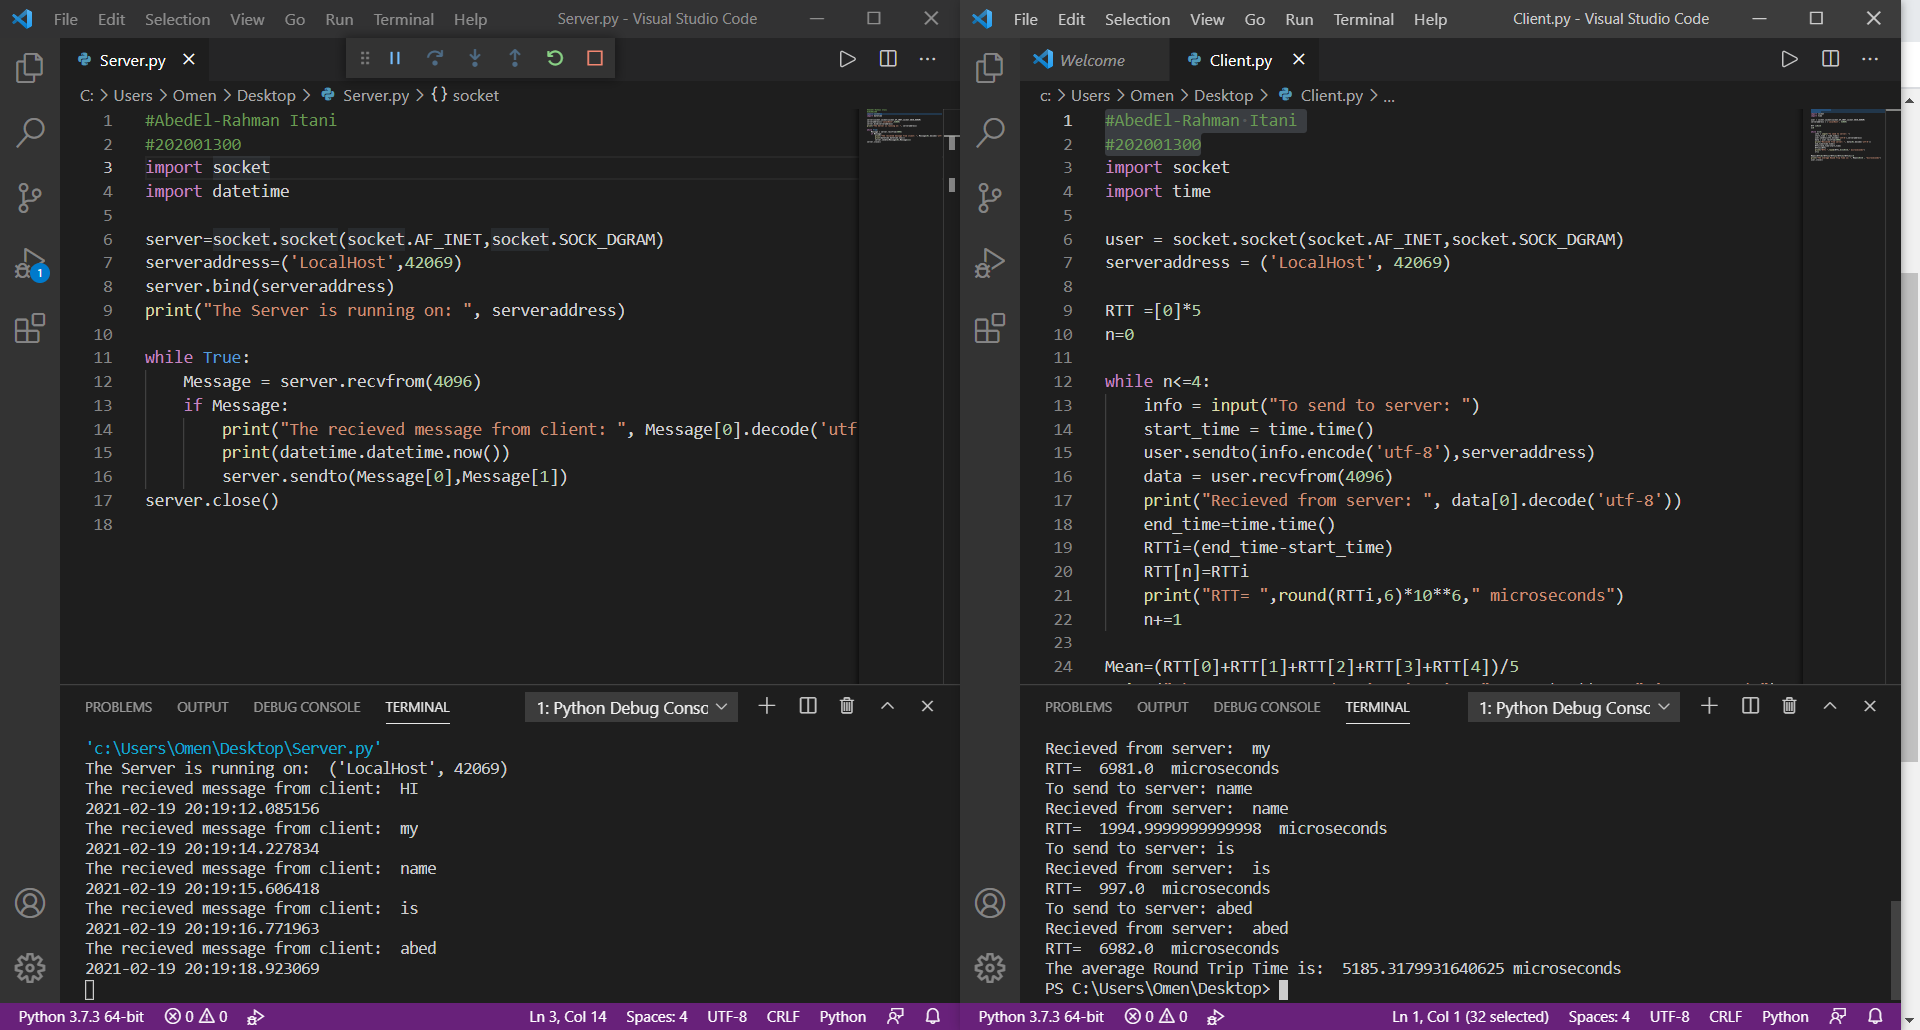 File Edit Selection View Go Run Terminal Help Server.py - Visual Studio Code
Server.py
C: > Users > Omen > Desktop > Server.py > {} socket
1 #AbedEl-Rahman Itani
2 #202001300
3 import socket
4 import datetime
5
6 server=socket.socket(socket.AF_INET,socket.SOCK_DGRAM)
7 serveraddress=('LocalHost',42069)
8 server.bind(serveraddress)
9 print("The Server is running on: ", serveraddress)
10
11 while True:
12 Message = server.recvfrom(4096)
13 if Message:
14 print("The recieved message from client: ", Message[0].decode('utf
15 print(datetime.datetime.now())
16 server.sendto(Message[0],Message[1])
17 server.close()
18
PROBLEMS OUTPUT DEBUG CONSOLE TERMINAL 1: Python Debug Consc
'c:\Users\Omen\Desktop\Server.py'
The Server is running on:  ('LocalHost', 42069)
The recieved message from client:  HI
2021-02-19 20:19:12.085156
The recieved message from client:  my
2021-02-19 20:19:14.227834
The recieved message from client:  name
2021-02-19 20:19:15.606418
The recieved message from client:  is
2021-02-19 20:19:16.771963
The recieved message from client:  abed
2021-02-19 20:19:18.923069
1
Python 3.7.3 64-bit 0 0 Ln 3, Col 14 Spaces: 4 UTF-8 CRLF Python
File Edit Selection View Go Run Terminal Help Client.py - Visual Studio Code
Welcome Client.py
c: > Users > Omen > Desktop > Client.py > ...
1 #AbedEl-Rahman Itani
2 #202001300
3 import socket
4 import time
5
6 user = socket.socket(socket.AF_INET,socket.SOCK_DGRAM)
7 serveraddress = ('LocalHost', 42069)
8
9 RTT =[0]*5
10 n=0
11
12 while n<=4:
13 info = input("To send to server: ")
14 start_time = time.time()
15 user.sendto(info.encode('utf-8'),serveraddress)
16 data = user.recvfrom(4096)
17 print("Recieved from server: ", data[0].decode('utf-8'))
18 end_time=time.time()
19 RTTi=(end_time-start_time)
20 RTT[n]=RTTi
21 print("RTT= ",round(RTTi,6)*10**6," microseconds")
22 n+=1
23
24 Mean=(RTT[0]+RTT[1]+RTT[2]+RTT[3]+RTT[4])/5
PROBLEMS OUTPUT DEBUG CONSOLE TERMINAL 1: Python Debug Consc
Recieved from server:  my
RTT=  6981.0  microseconds
To send to server: name
Recieved from server:  name
RTT=  1994.9999999999998  microseconds
To send to server: is
Recieved from server:  is
RTT=  997.0  microseconds
To send to server: abed
Recieved from server:  abed
RTT=  6982.0  microseconds
The average Round Trip Time is:  5185.3179931640625 microseconds
PS C:\Users\Omen\Desktop>
Python 3.7.3 64-bit 0 0 Ln 1, Col 1 (32 selected) Spaces: 4 UTF-8 CRLF Python